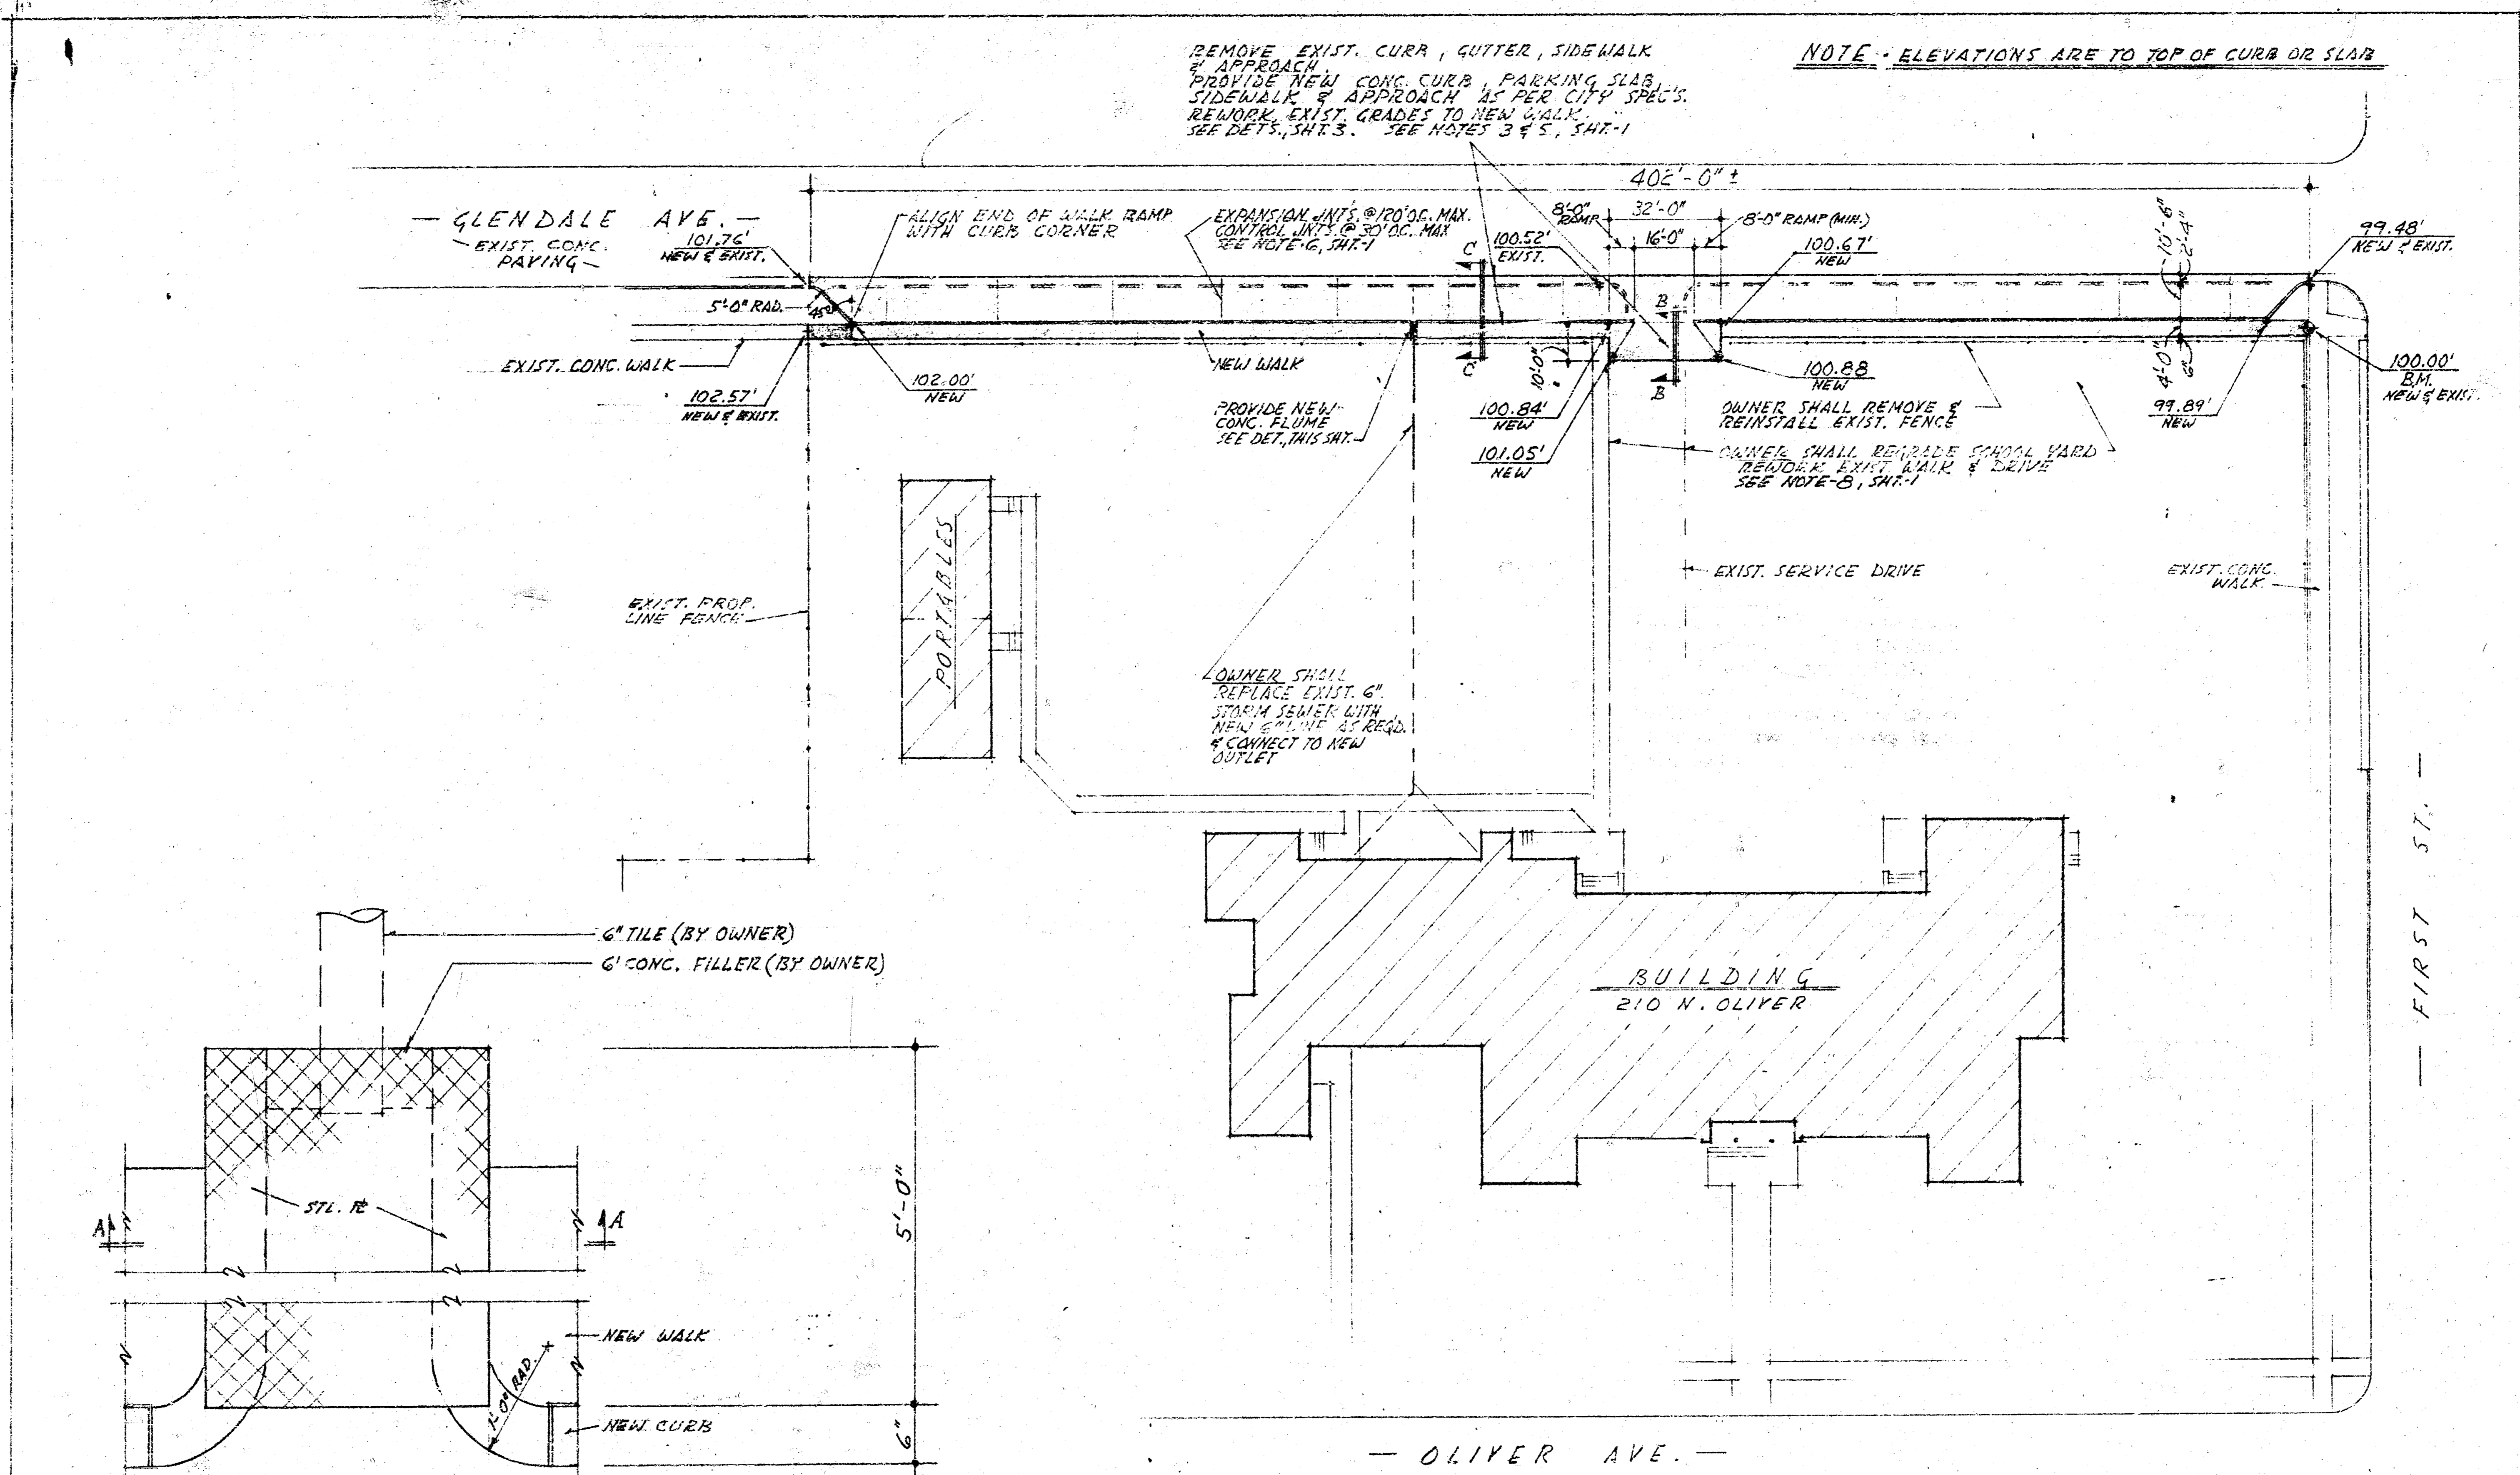 REMOVE EXIST. CURB, GUTTER, SIDEWALK
& APPROACH.
PROVIDE NEW CONC. CURB, PARKING SLAB,
SIDEWALK & APPROACH AS PER CITY SPEC'S.
REWORK EXIST. GRADES TO NEW WALK.
SEE DETS., SHT. 3. SEE NOTES 3 & 5, SHT.-1
NOTE - ELEVATIONS ARE TO TOP OF CURB OR SLAB
402'-0" ±
— GLENDALE AVE. —
EXIST. CONC.
PAVING
101.76'
NEW & EXIST.
ALIGN END OF WALK RAMP
WITH CURB CORNER
EXPANSION JNTS. @ 120' O.C. MAX.
CONTROL JNTS. @ 30' O.C. MAX
SEE NOTE-6, SHT.-1
C
100.52'
EXIST.
8'-0"
RAMP
32'-0"
16'-0"
8'-0" RAMP (MIN.)
100.67'
NEW
10'-6"
2'-4"
99.48'
NEW & EXIST.
5'-0" RAD.
45°
B
EXIST. CONC. WALK
102.57'
NEW & EXIST.
102.00'
NEW
NEW WALK
C
10'-0"
B
100.88
NEW
4'-0"
6"
100.00'
B.M.
NEW & EXIST.
PROVIDE NEW
CONC. FLUME
SEE DET., THIS SHT.
100.84'
NEW
101.05'
NEW
OWNER SHALL REMOVE &
REINSTALL EXIST. FENCE
99.89'
NEW
OWNER SHALL REGRADE SCHOOL YARD
REWORK EXIST. WALK & DRIVE
SEE NOTE-8, SHT.-1
PORTABLES
EXIST. PROP.
LINE FENCE
EXIST. SERVICE DRIVE
EXIST. CONC.
WALK
OWNER SHALL
REPLACE EXIST. 6"
STORM SEWER WITH
NEW 6" LINE AS REQD.
& CONNECT TO NEW
OUTLET
— FIRST ST. —
6" TILE (BY OWNER)
6' CONC. FILLER (BY OWNER)
BUILDING
210 N. OLIVER
STL. PL
A
A
5'-0"
NEW WALK
1'-0" RAD.
NEW CURB
6"
— OLIVER AVE. —